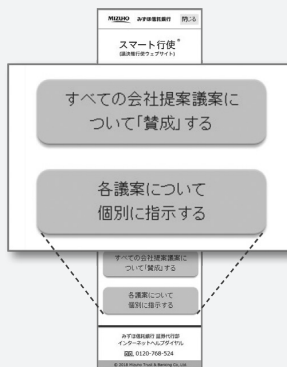 MIZUHO みずほ信託銀行 閉じる
スマート行使®
(議決権行使ウェブサイト)
すべての会社提案議案に
ついて「賛成」する
各議案について
個別に指示する
すべての会社提案議案に
ついて「賛成」する
各議案について
個別に指示する
みずほ信託銀行 証券代行部
インターネットヘルプダイヤル
0120-768-524
© 2018 Mizuho Trust & Banking Co., Ltd.